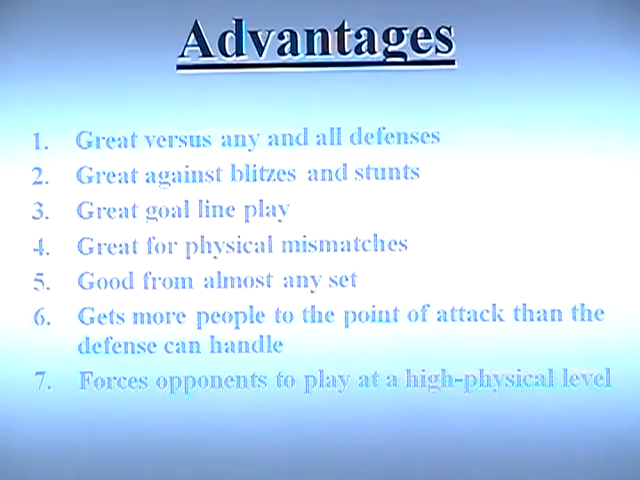 Advantages
1. Great versus any and all defenses
2. Great against blitzes and stunts
3. Great goal line play
4. Great for physical mismatches
5. Good from almost any set
6. Gets more people to the point of attack than the
defense can handle
7. Forces opponents to play at a high-physical level